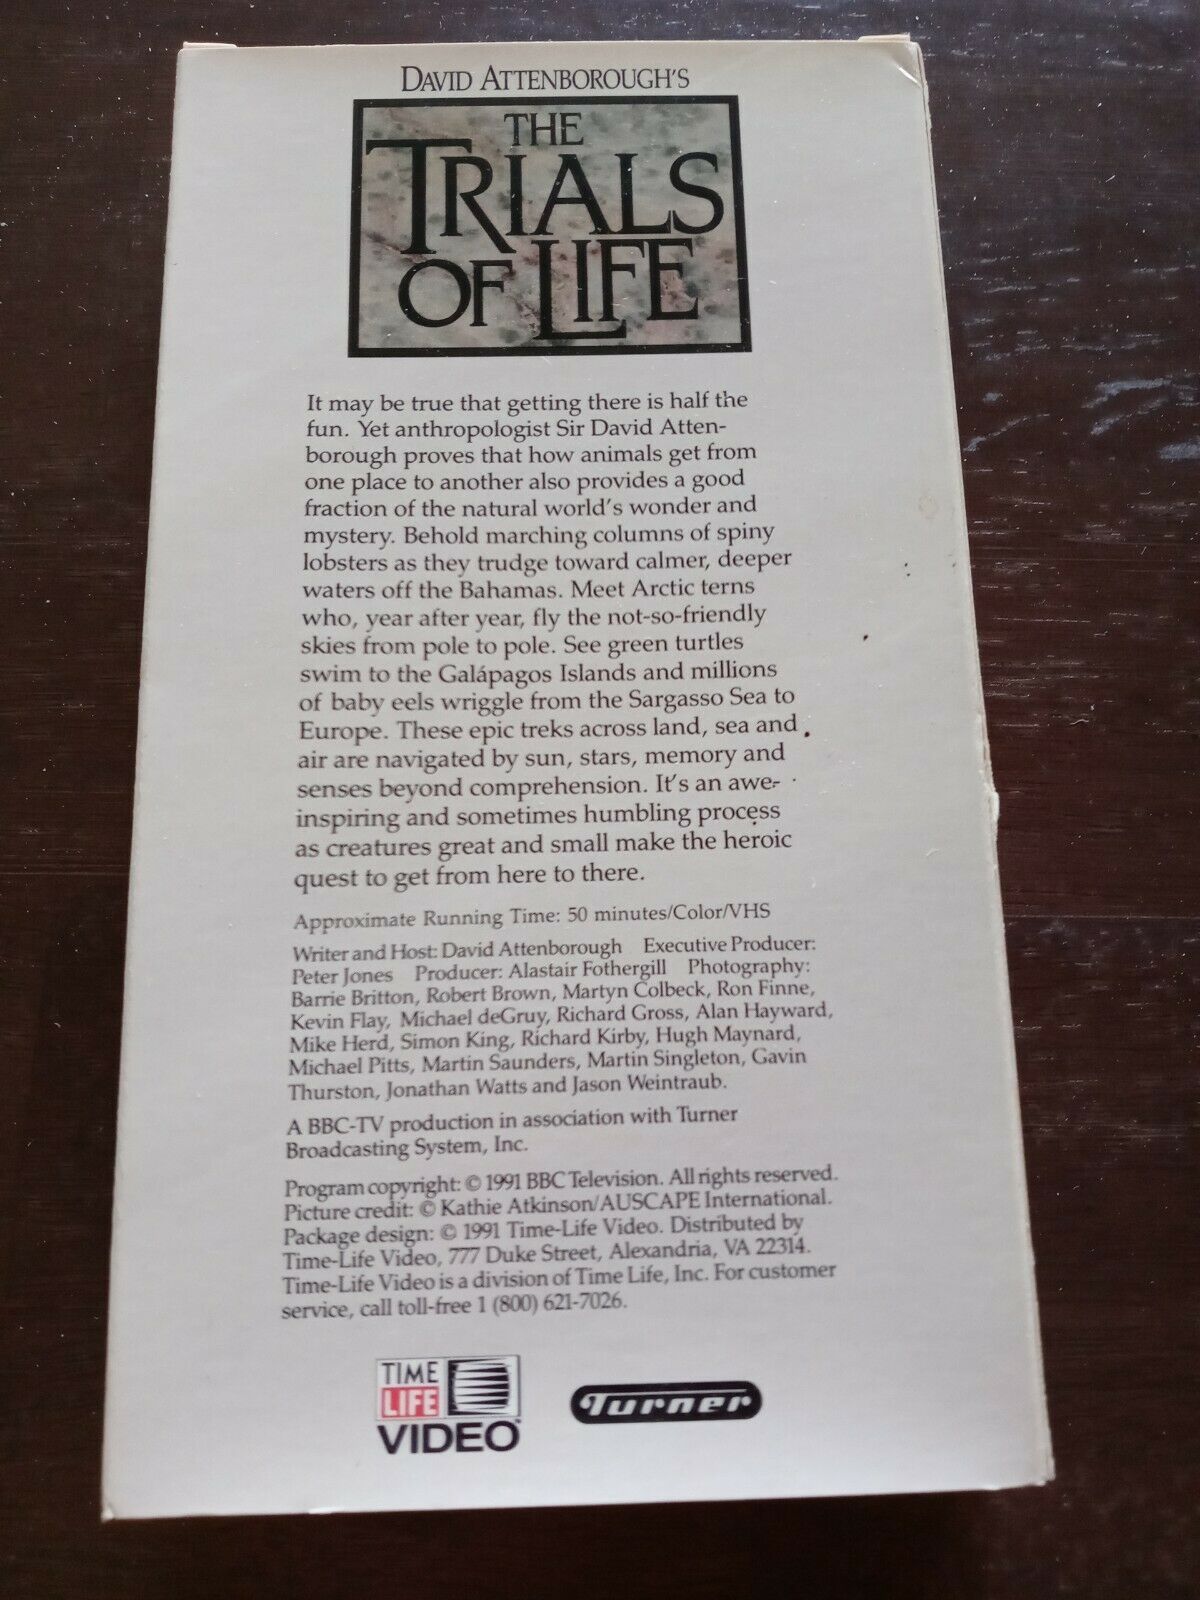 DAVID ATTENBOROUGH'S
THE
TRIALS
OF LIFE
It may be true that getting there is half the
fun. Yet anthropologist Sir David Atten-
borough proves that how animals get from
one place to another also provides a good
fraction of the natural world's wonder and
mystery. Behold marching columns of spiny
lobsters as they trudge toward calmer, deeper
waters off the Bahamas. Meet Arctic terns
who, year after year, fly the not-so-friendly
skies from pole to pole. See green turtles
swim to the Galápagos Islands and millions
of baby eels wriggle from the Sargasso Sea to
Europe. These epic treks across land, sea and
air are navigated by sun, stars, memory and
senses beyond comprehension. It's an awe-
inspiring and sometimes humbling process
as creatures great and small make the heroic
quest to get from here to there.
Approximate Running Time: 50 minutes/Color/VHS
Writer and Host: David Attenborough Executive Producer:
Peter Jones Producer: Alastair Fothergill Photography:
Barrie Britton, Robert Brown, Martyn Colbeck, Ron Finne,
Kevin Flay, Michael deGruy, Richard Gross, Alan Hayward,
Mike Herd, Simon King, Richard Kirby, Hugh Maynard,
Michael Pitts, Martin Saunders, Martin Singleton, Gavin
Thurston, Jonathan Watts and Jason Weintraub.
A BBC-TV production in association with Turner
Broadcasting System, Inc.
Program copyright: © 1991 BBC Television. All rights reserved.
Picture credit: © Kathie Atkinson/AUSCAPE International.
Package design: © 1991 Time-Life Video. Distributed by
Time-Life Video, 777 Duke Street, Alexandria, VA 22314.
Time-Life Video is a division of Time Life, Inc. For customer
service, call toll-free 1 (800) 621-7026.
TIME
LIFE
VIDEO
Turner